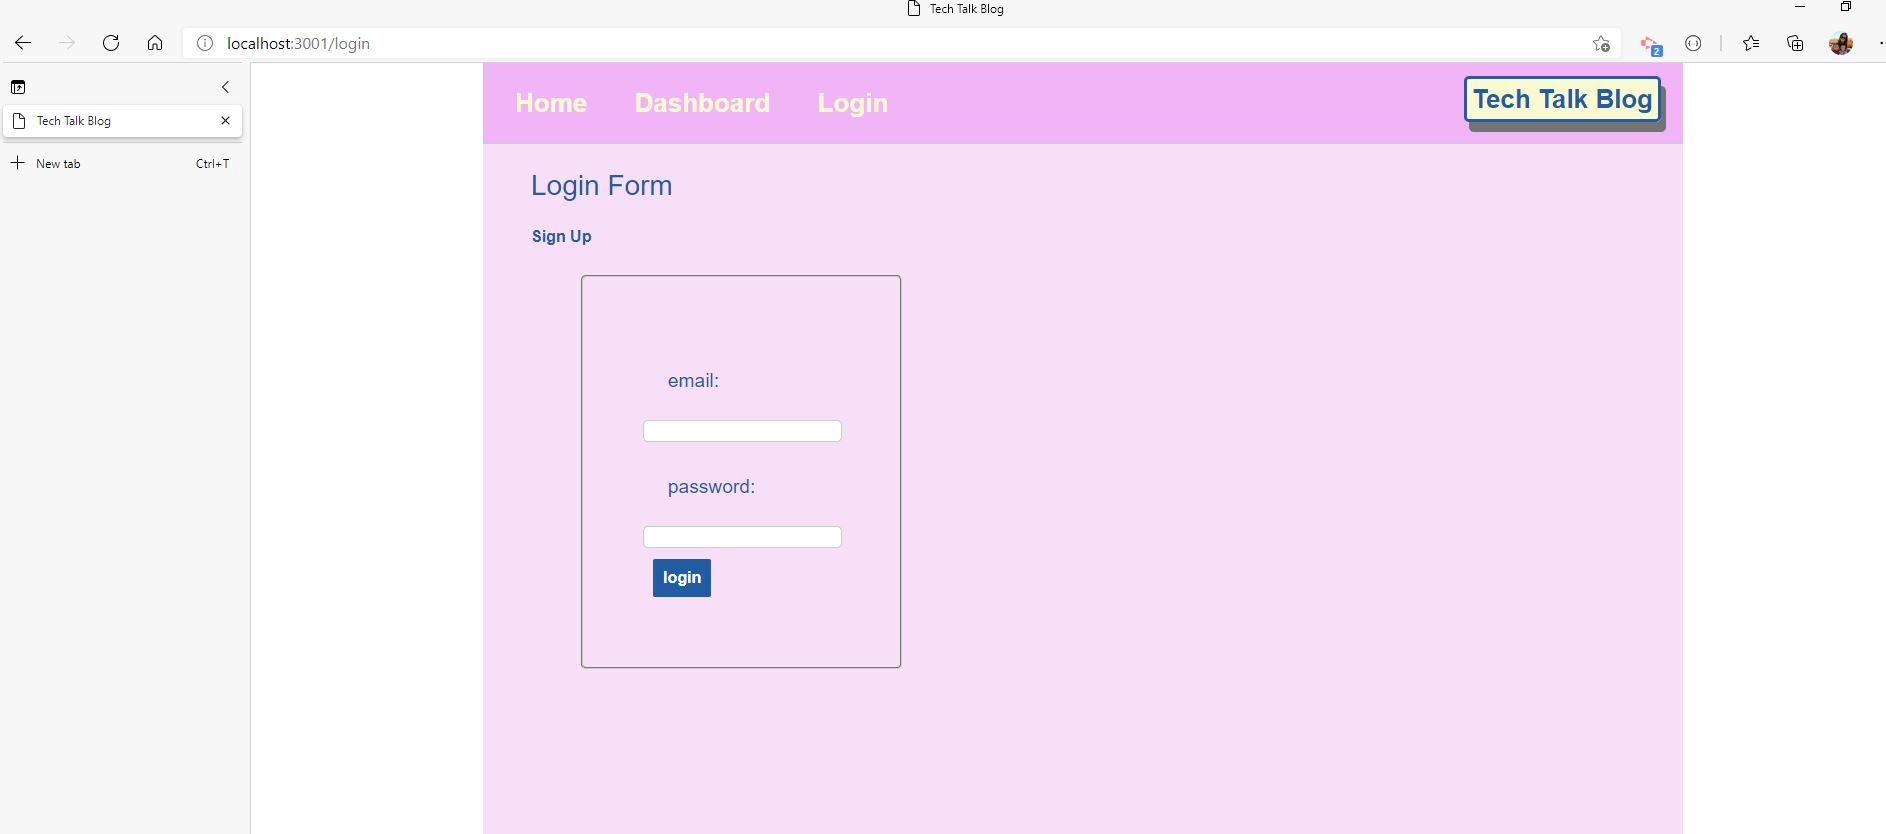 Tech Talk Blog
localhost:3001/login
2
Tech Talk Blog
New tab Ctrl+T
Home Dashboard Login Tech Talk Blog
Login Form
Sign Up
email:
password:
login